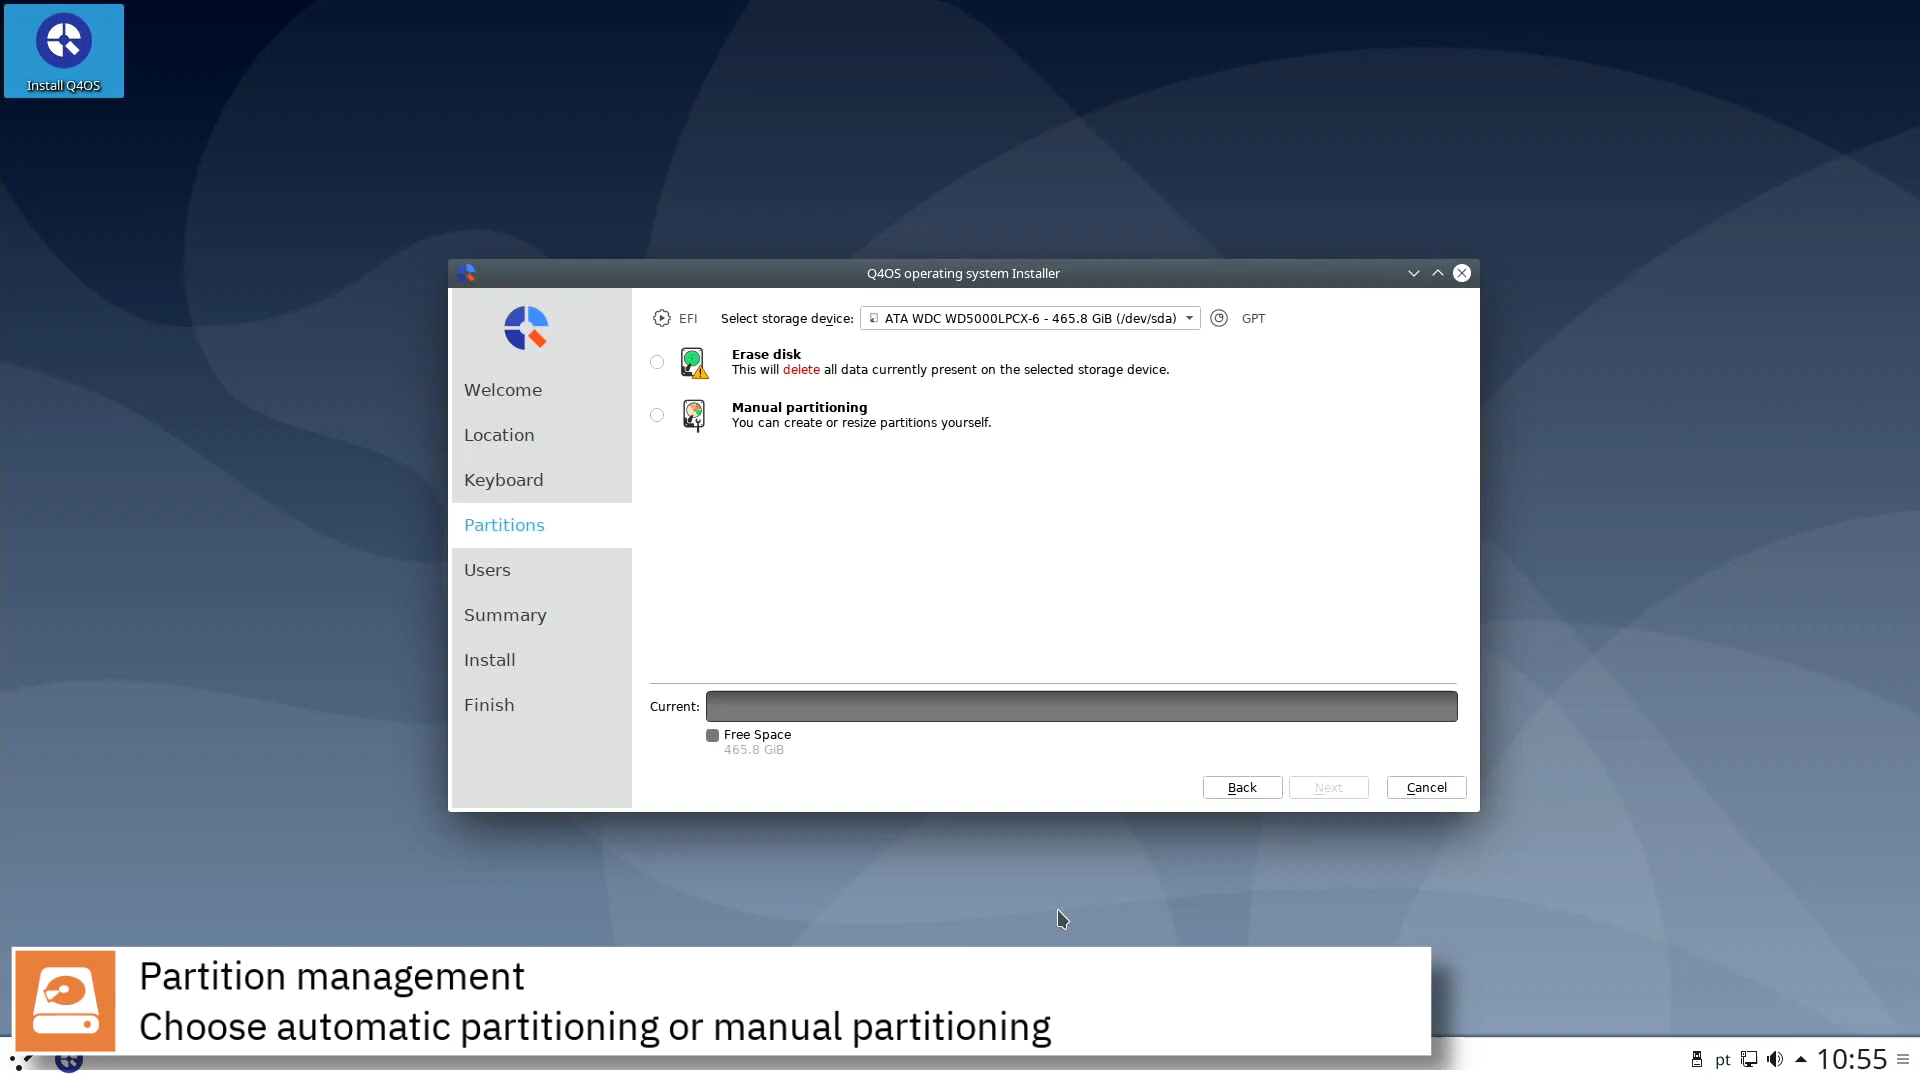 Install Q4OS
Q4OS operating system Installer
EFI
Select storage device:
ATA WDC WD5000LPCX-6 - 465.8 GiB (/dev/sda)
GPT
Welcome
Location
Keyboard
Partitions
Users
Summary
Install
Finish
Erase disk
This will delete all data currently present on the selected storage device.
Manual partitioning
You can create or resize partitions yourself.
Current:
Free Space
465.8 GiB
Back
Next
Cancel
Partition management
Choose automatic partitioning or manual partitioning
pt
10:55